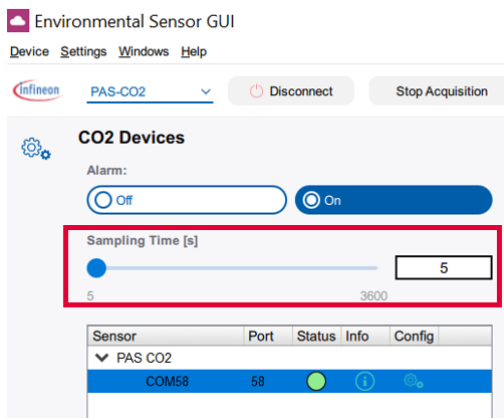 Environmental Sensor GUI
Device Settings Windows Help
infineon PAS-CO2 Disconnect Stop Acquisition
CO2 Devices
Alarm:
Off On
Sampling Time [s]
5
5 3600
Sensor Port Status Info Config
PAS CO2
COM58 58